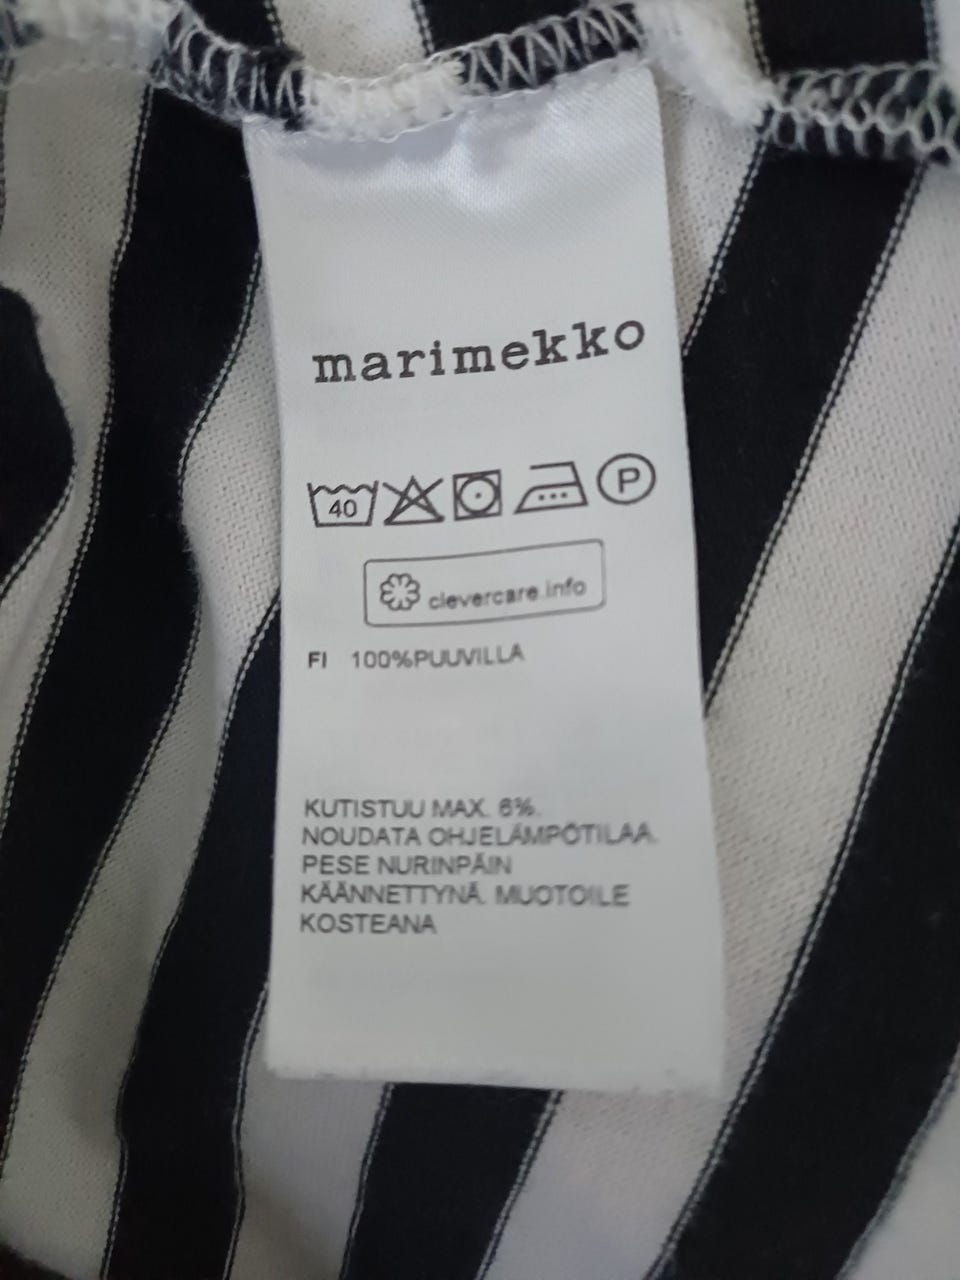 marimekko
40 P
clevercare.info
FI 100%PUUVILLA
KUTISTUU MAX. 6%.
NOUDATA OHJELÄMPÖTILAA.
PESE NURINPÄIN
KÄÄNNETTYNÄ. MUOTOILE
KOSTEANA